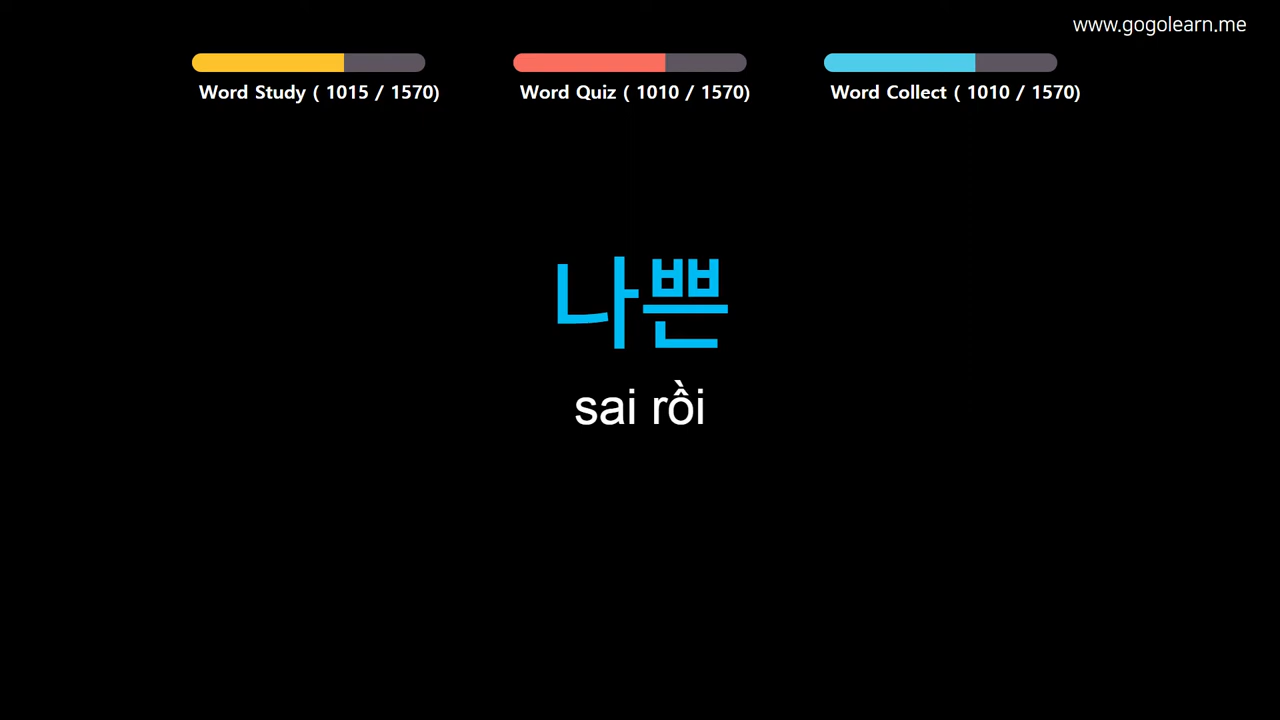 www.gogolearn.me
Word Study ( 1015 / 1570)
Word Quiz ( 1010 / 1570)
Word Collect ( 1010 / 1570)
나쁜
sai rồi